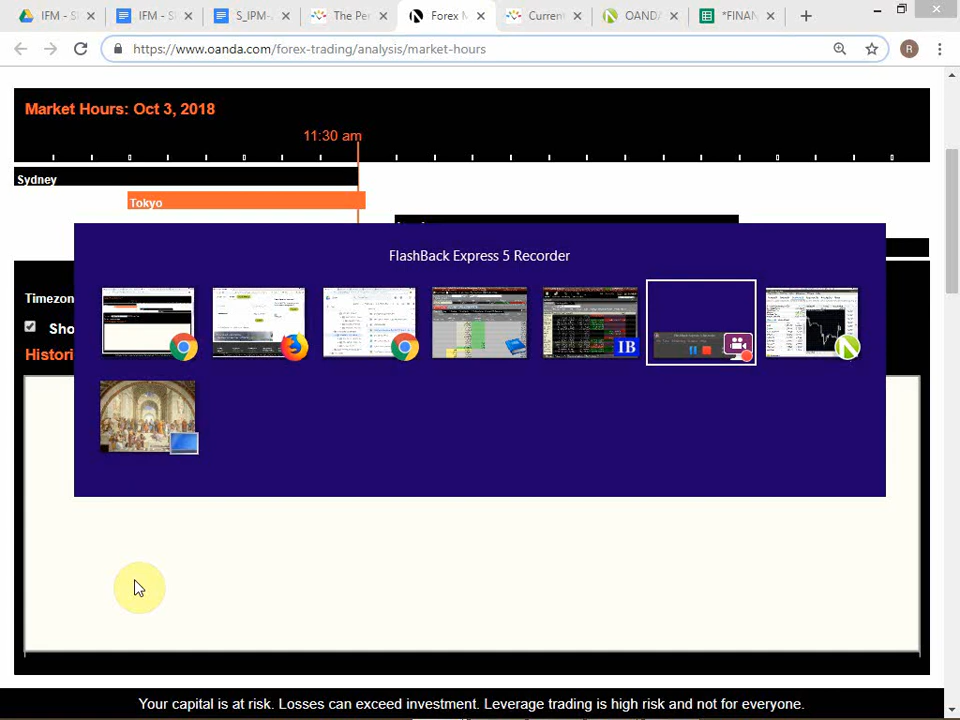 IFM - S
IFM - S
S_IPM-
The Per
Forex M
Current
OANDA
*FINAN
https://www.oanda.com/forex-trading/analysis/market-hours
R
Market Hours: Oct 3, 2018
11:30 am
Sydney
Tokyo
FlashBack Express 5 Recorder
Timezon
IB
Sho
Histori
Your capital is at risk. Losses can exceed investment. Leverage trading is high risk and not for everyone.